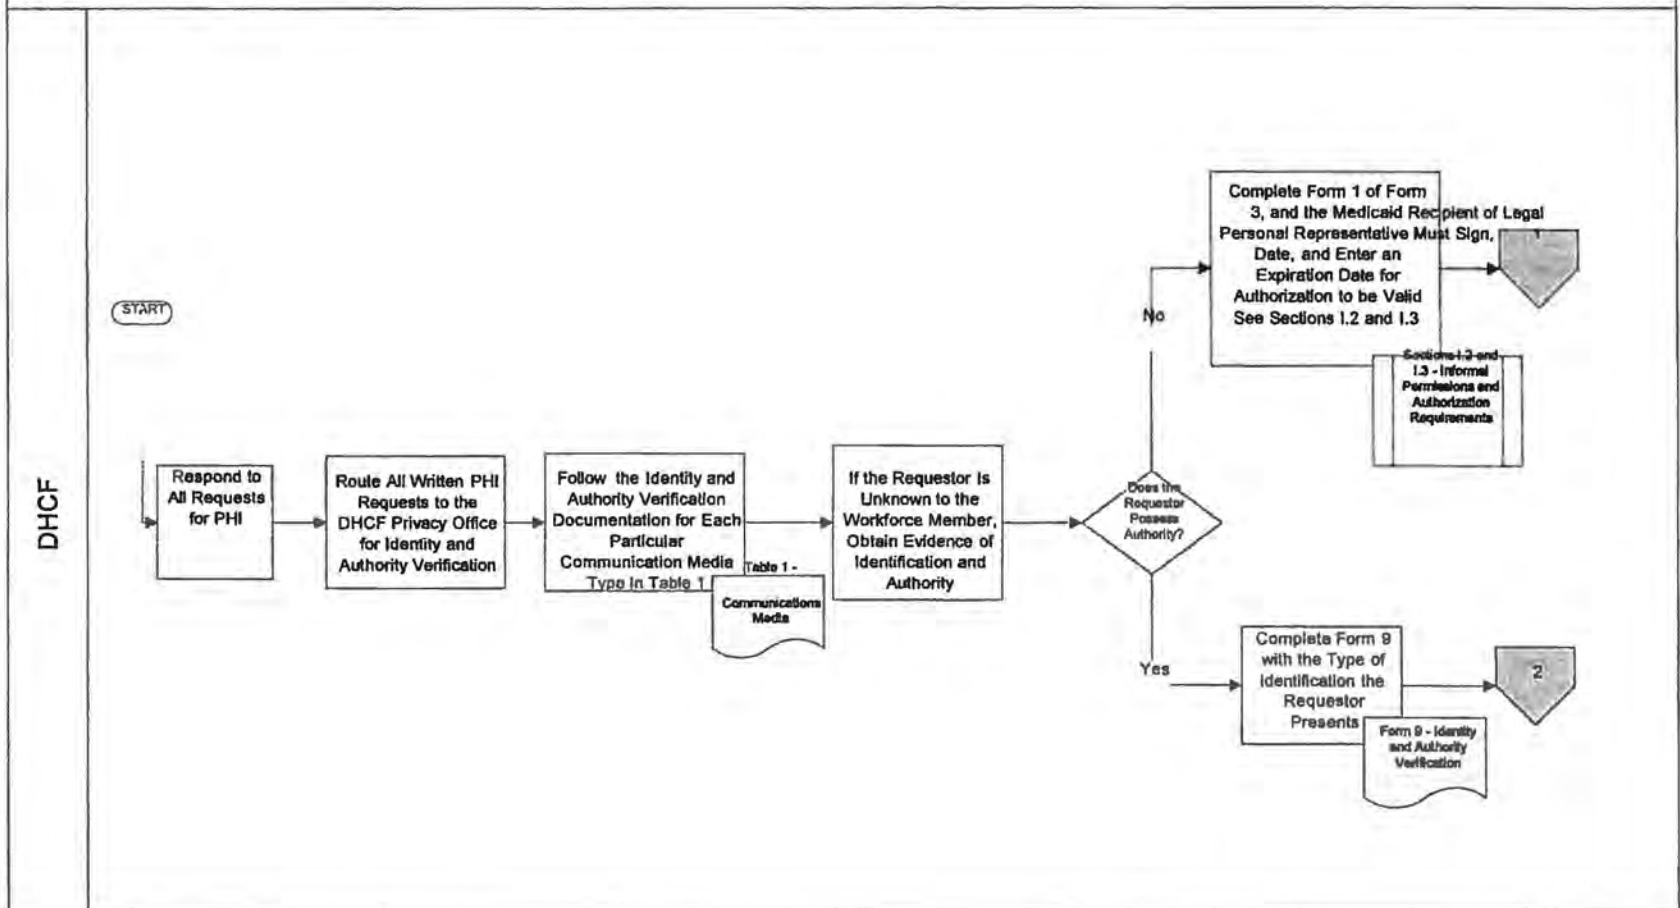 DHCF
START
Respond to
All Requests
for PHI
Route All Written PHI
Requests to the
DHCF Privacy Office
for Identity and
Authority Verification
Follow the Identity and
Authority Verification
Documentation for Each
Particular
Communication Media
Type In Table 1
Table 1 -
Communications
Media
If the Requestor is
Unknown to the
Workforce Member,
Obtain Evidence of
Identification and
Authority
Does the
Requestor
Possess
Authority?
No
Complete Form 1 of Form
3, and the Medicaid Recipient of Legal
Personal Representative Must Sign,
Date, and Enter an
Expiration Date for
Authorization to be Valid
See Sections I.2 and I.3
1
Sections I.2 and
I.3 - Informal
Permissions and
Authorization
Requirements
Yes
Complete Form 9
with the Type of
Identification the
Requestor
Presents
2
Form 9 - Identity
and Authority
Verification